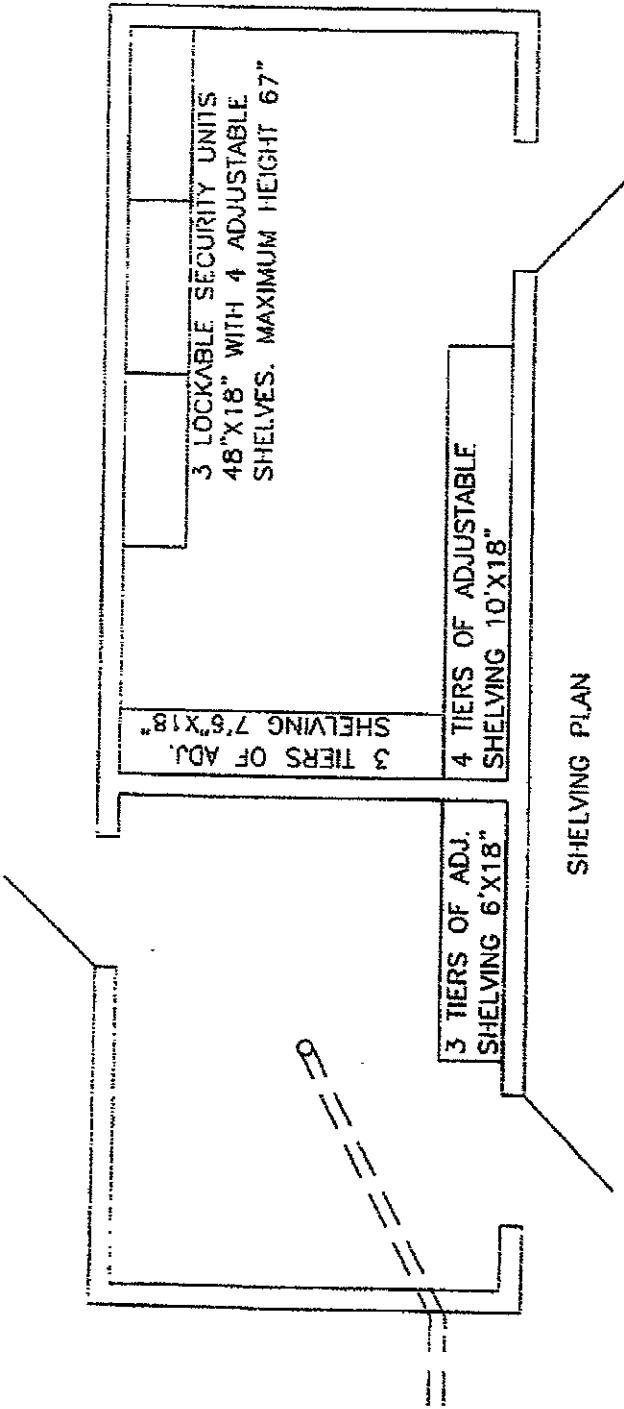 3 LOCKABLE SECURITY UNITS
48"X18" WITH 4 ADJUSTABLE
SHELVES. MAXIMUM HEIGHT 67"
3 TIERS OF ADJ.
SHELVING 7'6"X18"
4 TIERS OF ADJUSTABLE
SHELVING 10'X18"
3 TIERS OF ADJ.
SHELVING 6'X18"
SHELVING PLAN